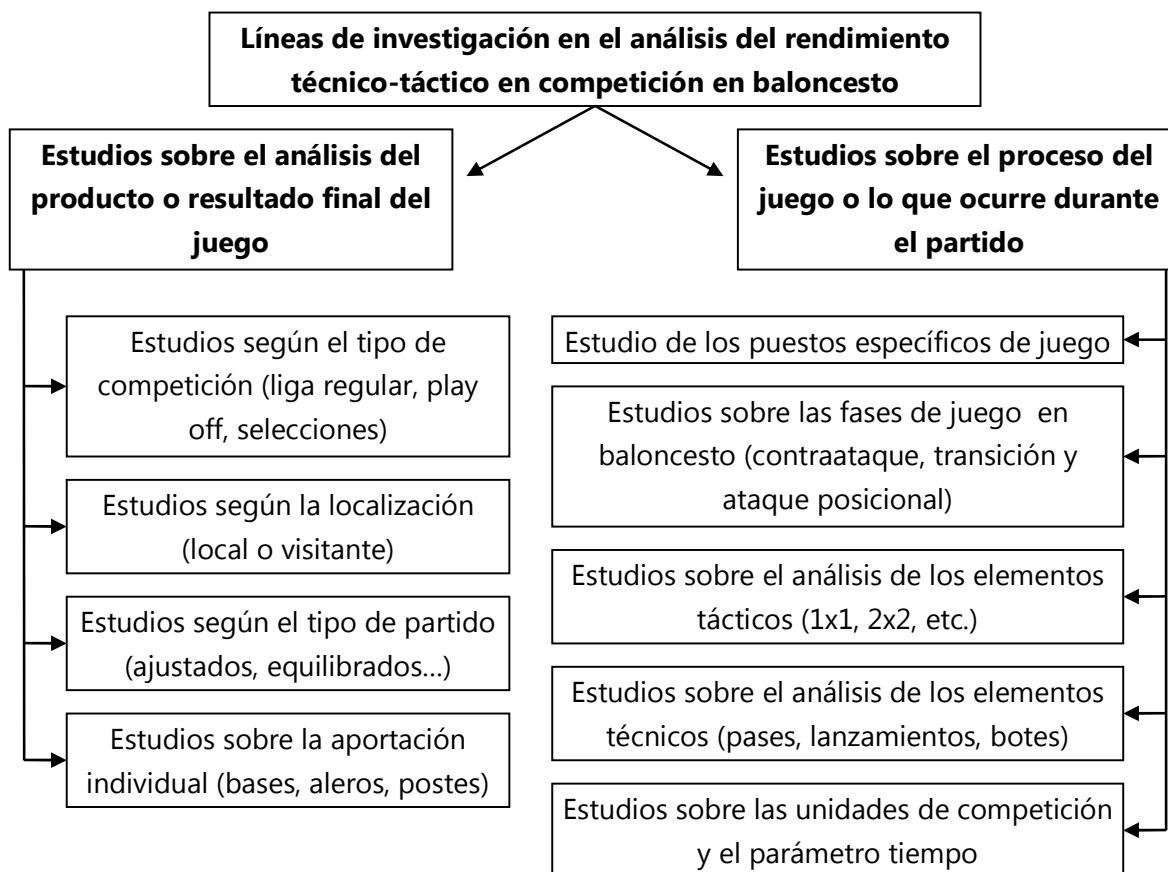 Líneas de investigación en el análisis del rendimiento
técnico-táctico en competición en baloncesto
Estudios sobre el análisis del
producto o resultado final del
juego
Estudios según el tipo de
competición (liga regular, play
off, selecciones)
Estudios según la localización
(local o visitante)
Estudios según el tipo de partido
(ajustados, equilibrados...)
Estudios sobre la aportación
individual (bases, aleros, postes)
Estudios sobre el proceso del
juego o lo que ocurre durante
el partido
Estudio de los puestos específicos de juego
Estudios sobre las fases de juego en
baloncesto (contraataque, transición y
ataque posicional)
Estudios sobre el análisis de los elementos
tácticos (1x1, 2x2, etc.)
Estudios sobre el análisis de los elementos
técnicos (pases, lanzamientos, botes)
Estudios sobre las unidades de competición
y el parámetro tiempo